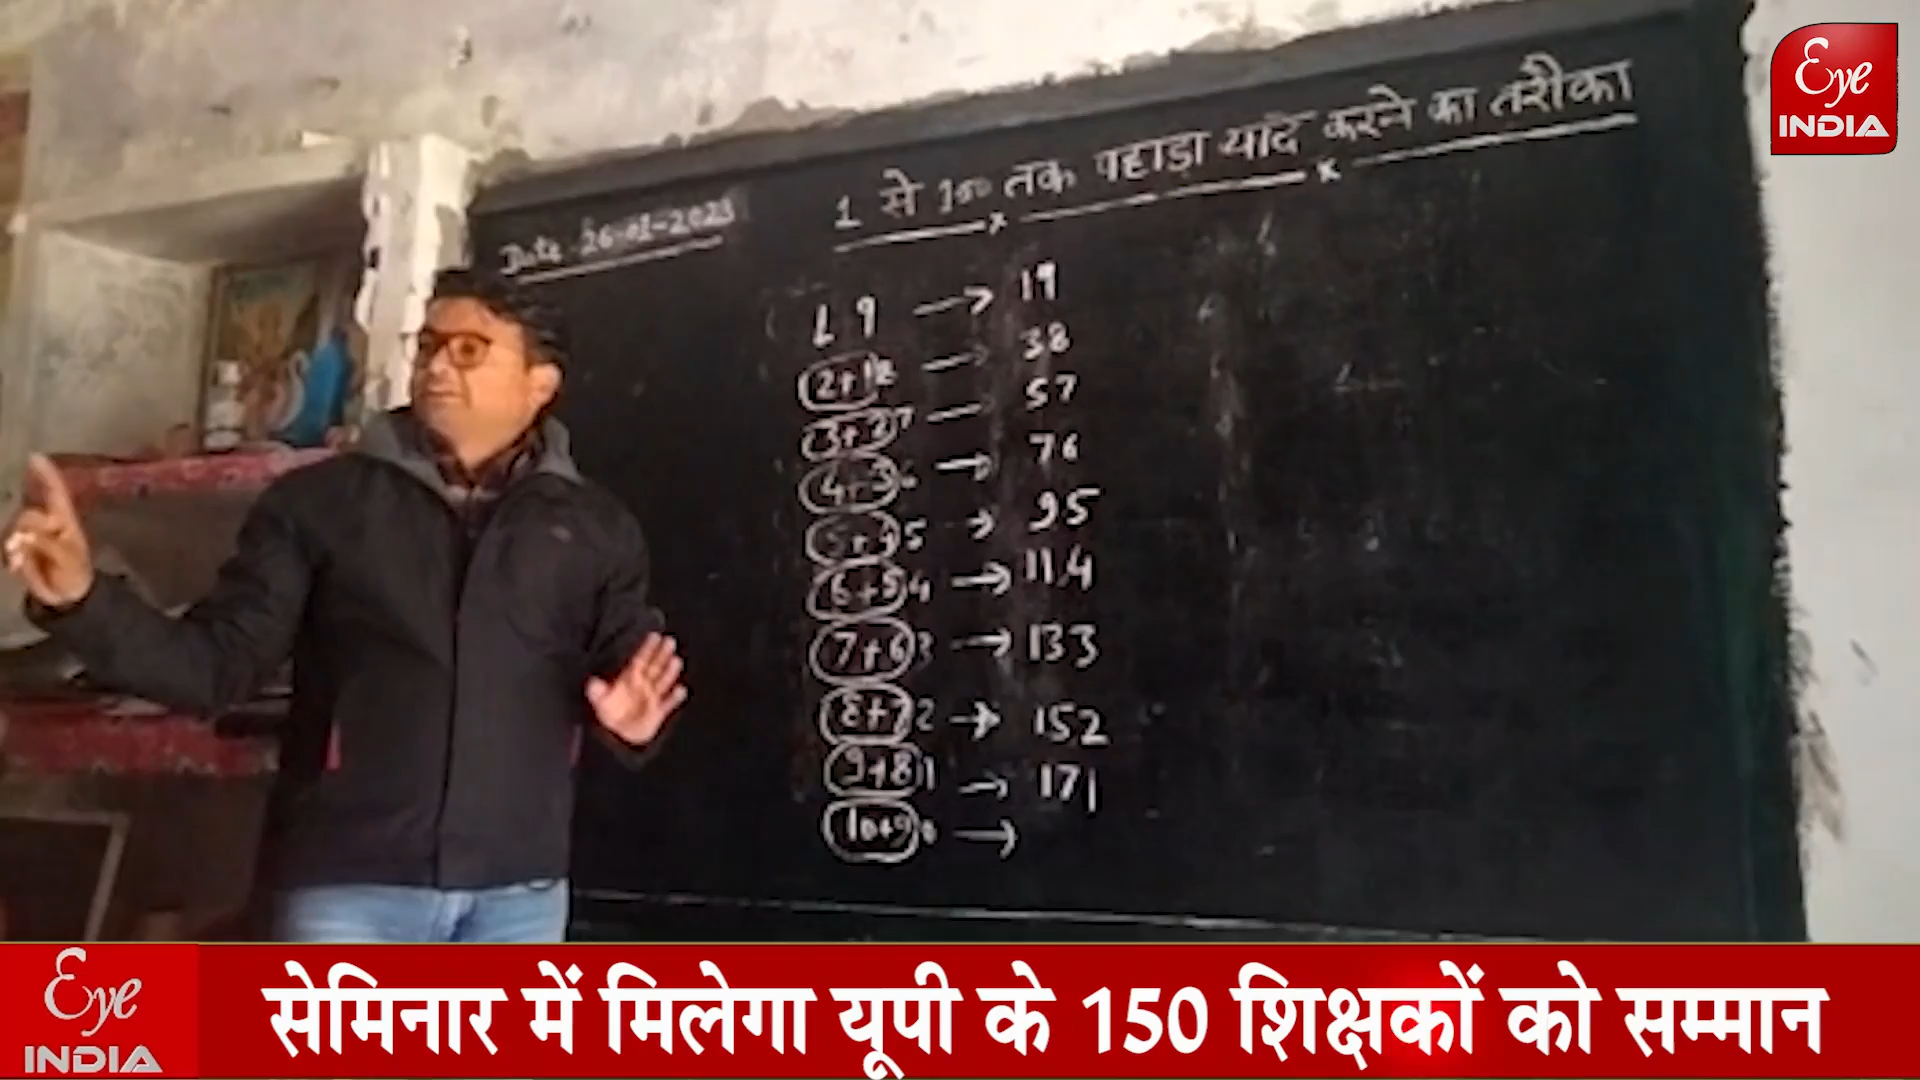 Eye
INDIA
1 से 100 तक पहाड़ा याद करने का तरीका
Date 26-01-2023
1 9 → 19
2+1 8 — 38
3+2 7 — 57
4+3 6 → 76
5+4 5 → 95
6+5 4 → 114
7+6 3 → 133
8+7 2 → 152
9+8 1 → 171
10+9 0 →
Eye
INDIA
सेमिनार में मिलेगा यूपी के 150 शिक्षकों को सम्मान